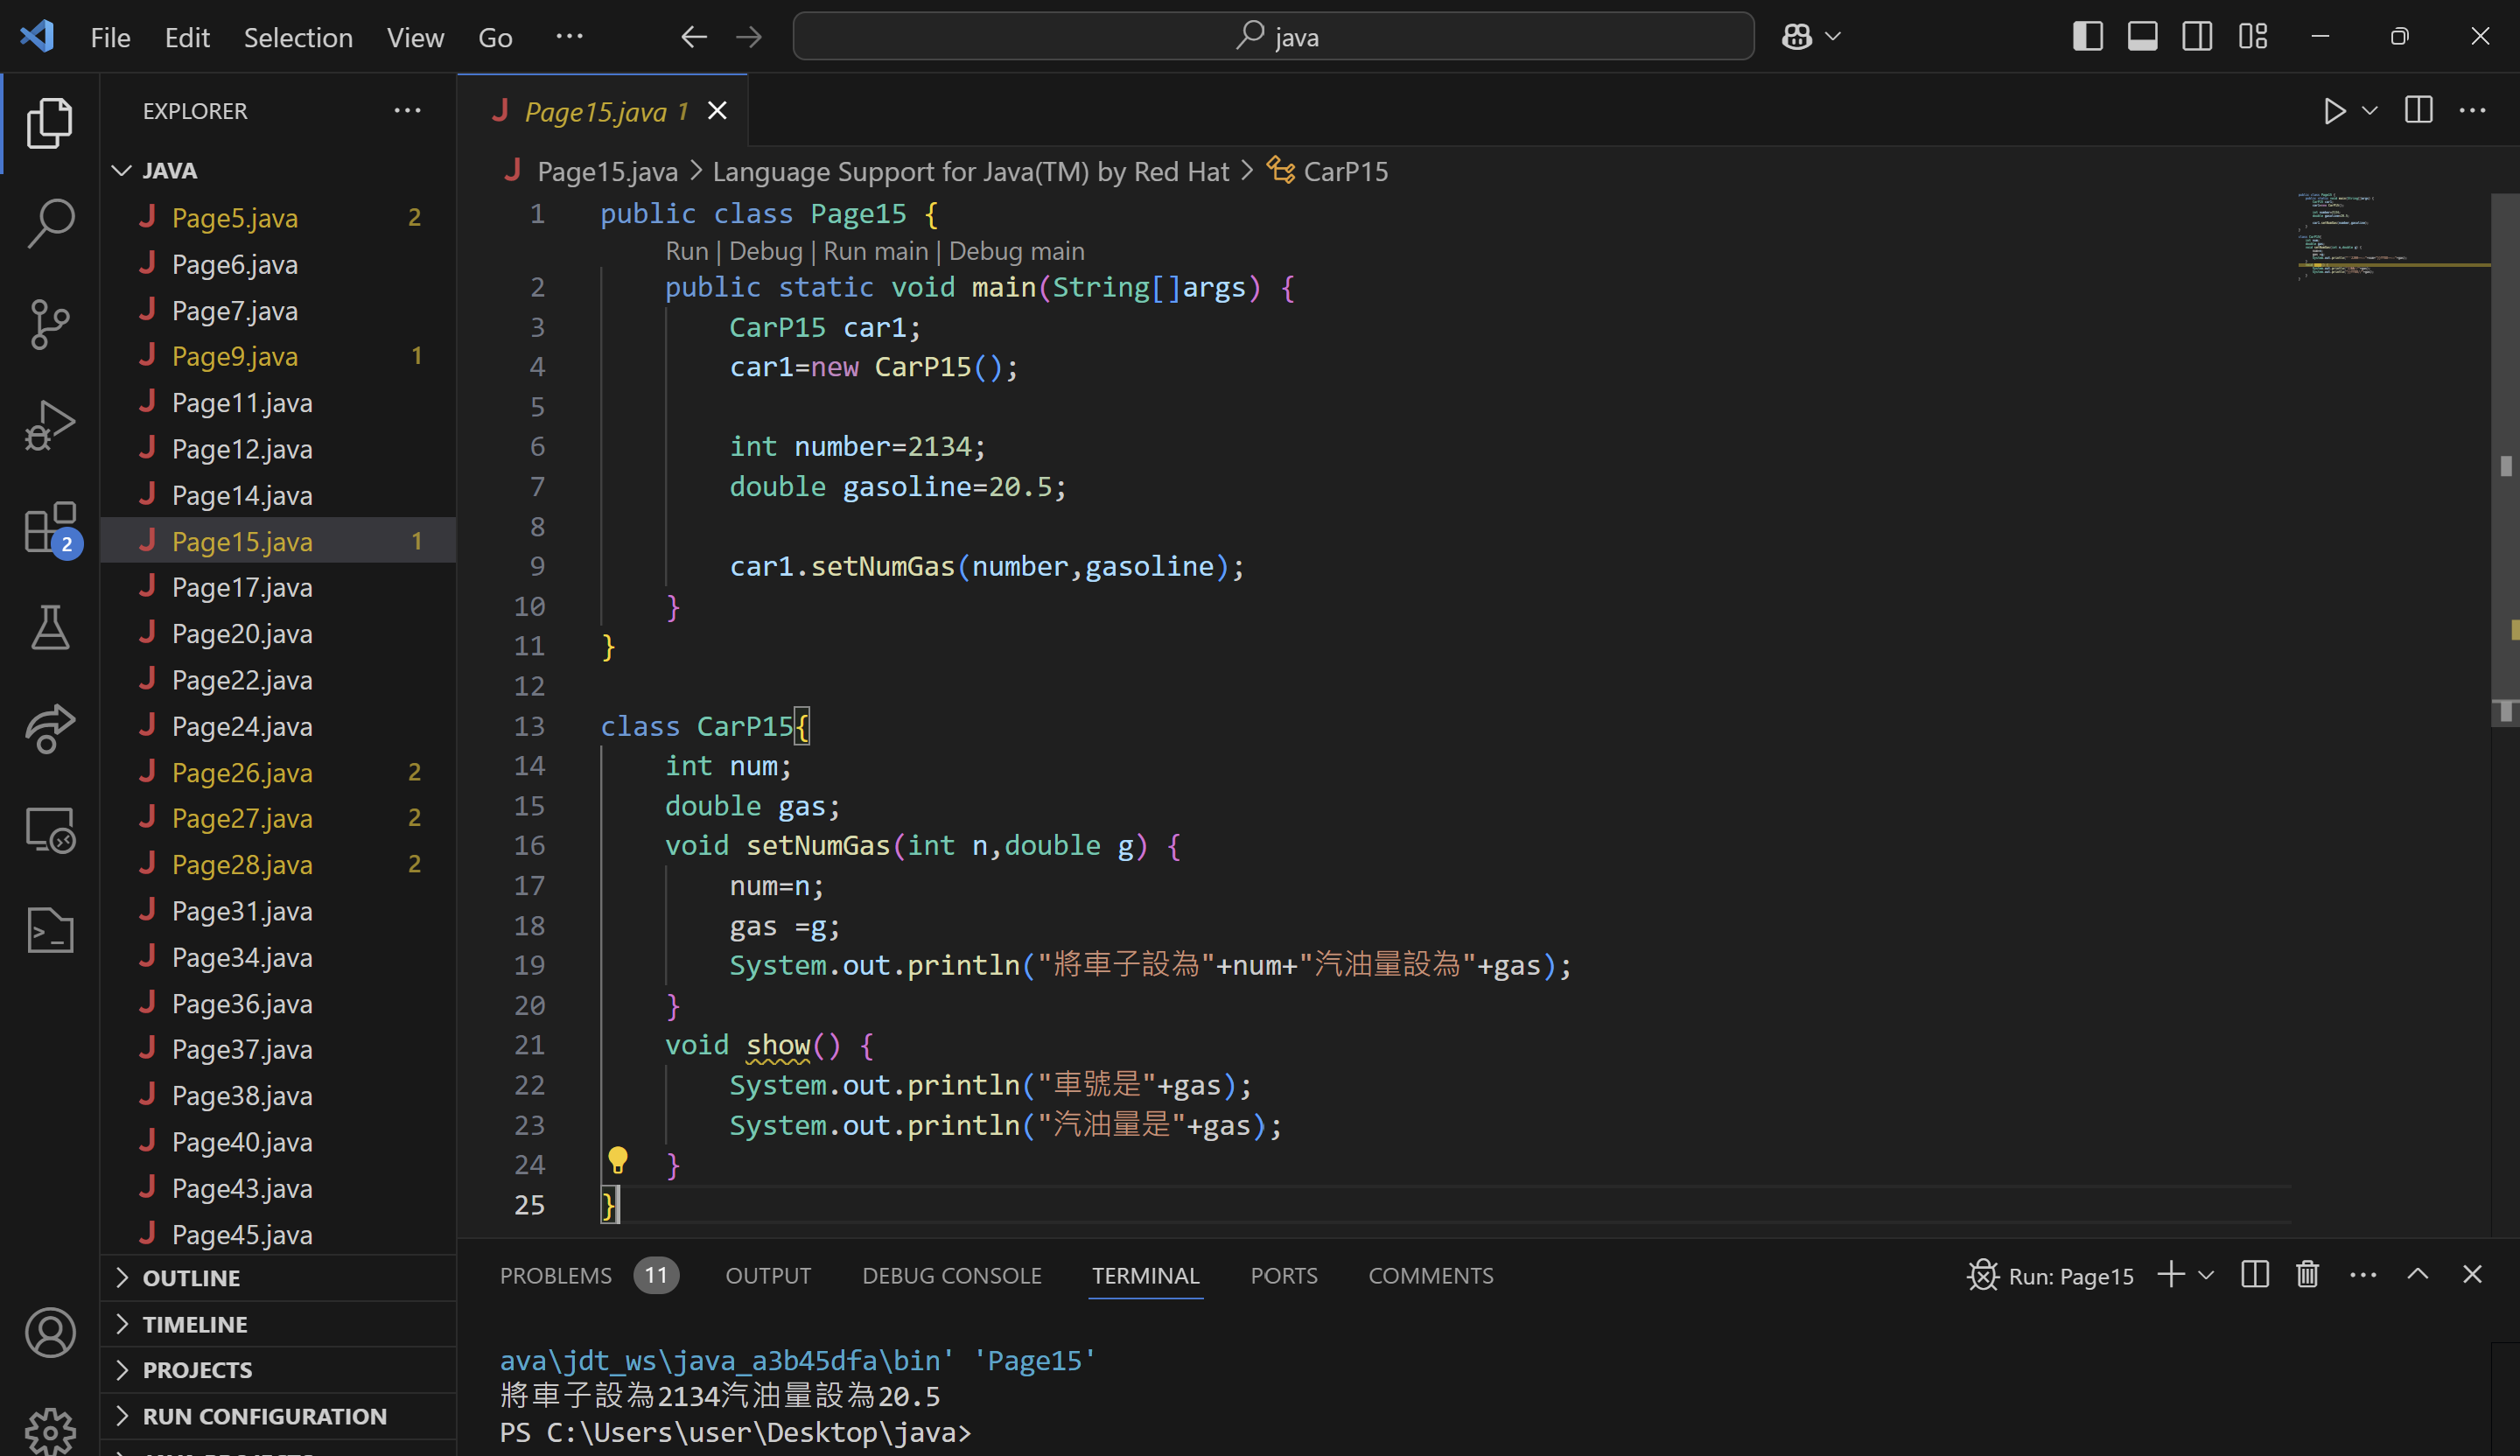 File Edit Selection View Go ··· java
EXPLORER ···
JAVA
Page5.java 2
Page6.java
Page7.java
Page9.java 1
Page11.java
Page12.java
Page14.java
Page15.java 1
Page17.java
Page20.java
Page22.java
Page24.java
Page26.java 2
Page27.java 2
Page28.java 2
Page31.java
Page34.java
Page36.java
Page37.java
Page38.java
Page40.java
Page43.java
Page45.java
OUTLINE
TIMELINE
PROJECTS
RUN CONFIGURATION
2
Page15.java 1
Page15.java > Language Support for Java(TM) by Red Hat > CarP15
1 public class Page15 {
Run | Debug | Run main | Debug main
2 public static void main(String[]args) {
3 CarP15 car1;
4 car1=new CarP15();
5
6 int number=2134;
7 double gasoline=20.5;
8
9 car1.setNumGas(number,gasoline);
10 }
11 }
12
13 class CarP15{
14 int num;
15 double gas;
16 void setNumGas(int n,double g) {
17 num=n;
18 gas =g;
19 System.out.println("將車子設為"+num+"汽油量設為"+gas);
20 }
21 void show() {
22 System.out.println("車號是"+gas);
23 System.out.println("汽油量是"+gas);
24 }
25 }
PROBLEMS 11 OUTPUT DEBUG CONSOLE TERMINAL PORTS COMMENTS Run: Page15
ava\jdt_ws\java_a3b45dfa\bin' 'Page15'
將車子設為2134汽油量設為20.5
PS C:\Users\user\Desktop\java>